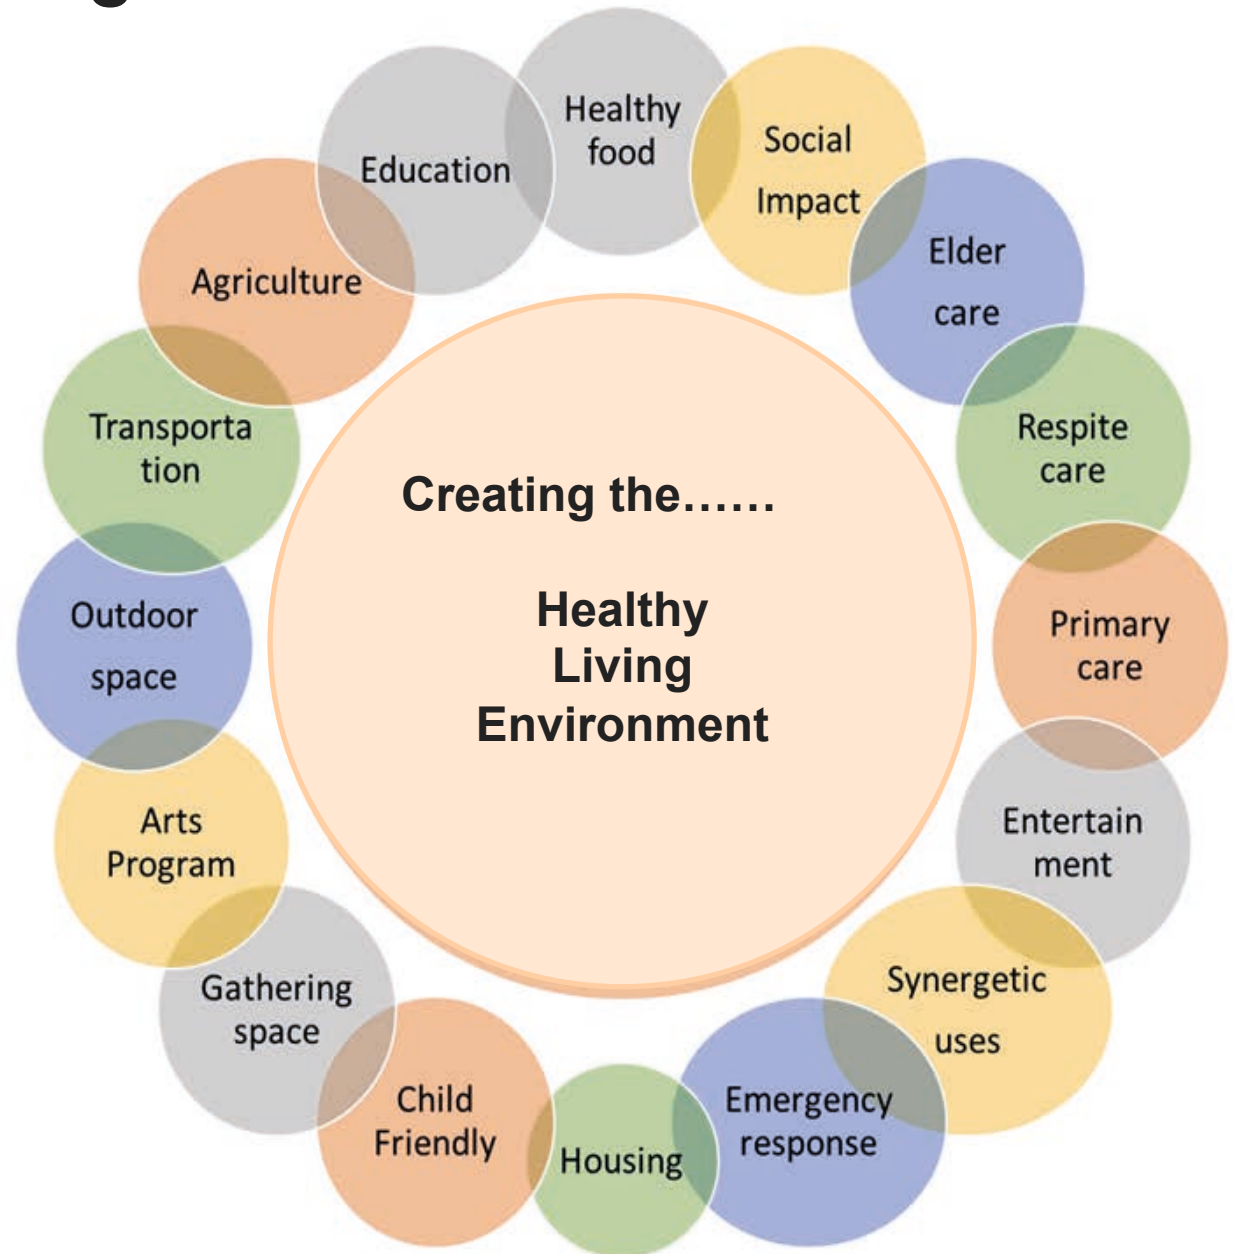 Healthy
food
Social
Impact
Elder
care
Respite
care
Primary
care
Entertain
ment
Synergetic
uses
Emergency
response
Housing
Child
Friendly
Gathering
space
Arts
Program
Outdoor
space
Transporta
tion
Agriculture
Education
Creating the......
Healthy
Living
Environment